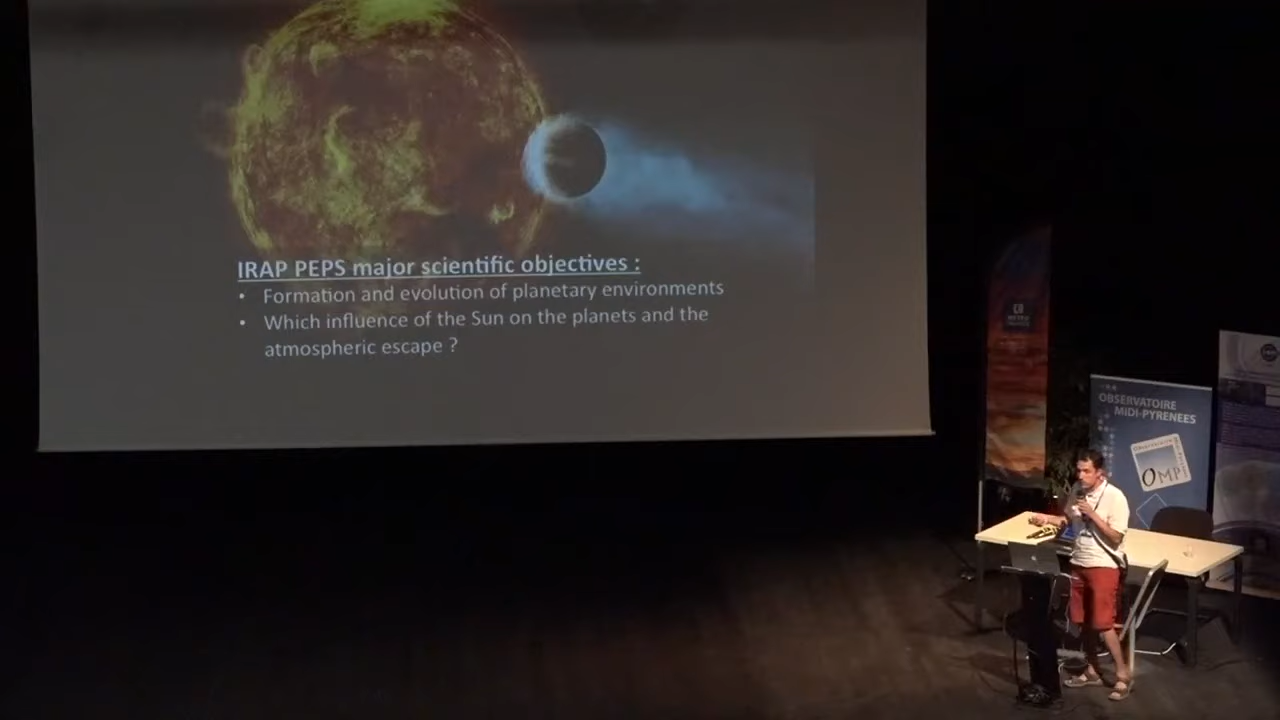 IRAP PEPS major scientific objectives :
• Formation and evolution of planetary environments
• Which influence of the Sun on the planets and the
atmospheric escape ?
OBSERVATOIRE
MIDI-PYRENEES
OMP